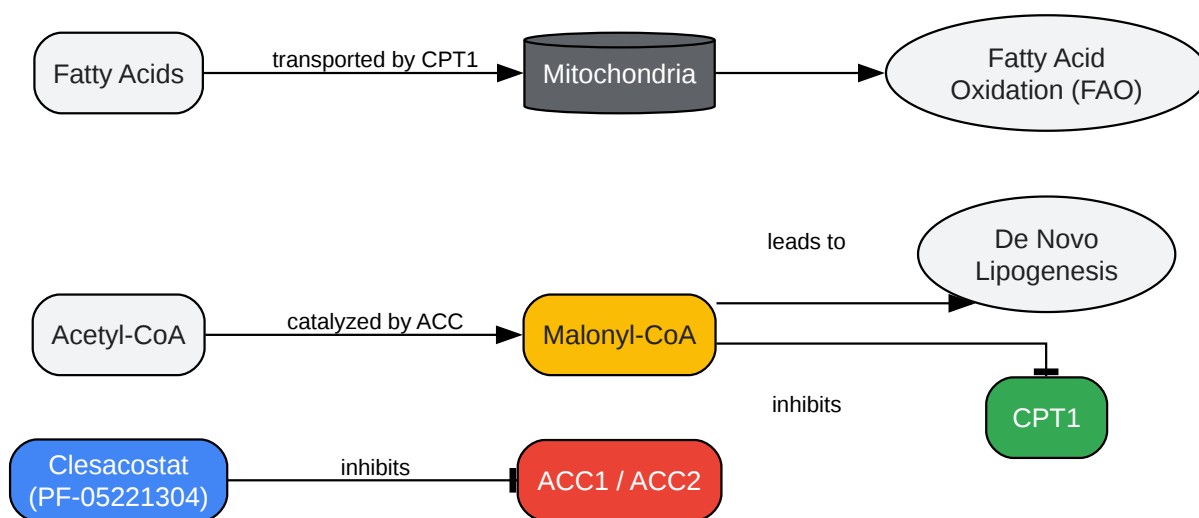 Fatty Acids
transported by CPT1
Mitochondria
Fatty Acid
Oxidation (FAO)
leads to
De Novo
Lipogenesis
Acetyl-CoA
catalyzed by ACC
Malonyl-CoA
inhibits
CPT1
Clesacostat
(PF-05221304)
inhibits
ACC1 / ACC2